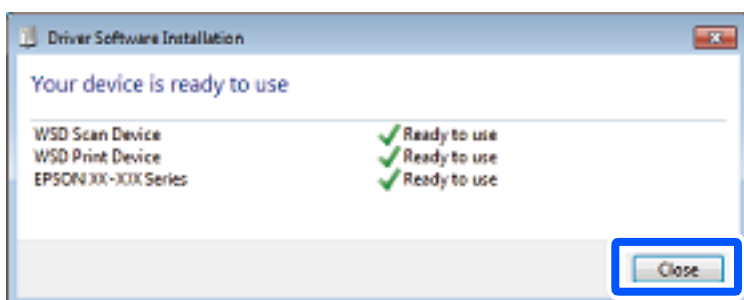 Driver Software Installation
Your device is ready to use
WSD Scan Device Ready to use
WSD Print Device Ready to use
EPSON XX-XXX Series Ready to use
Close